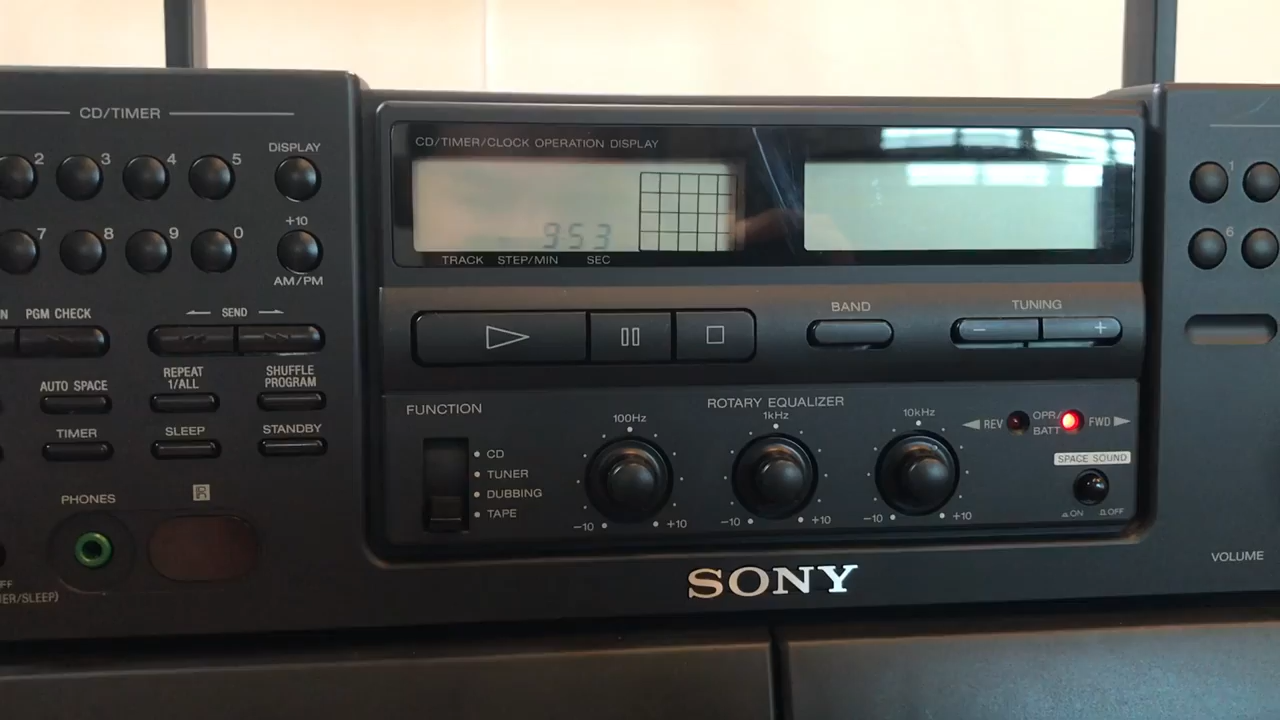 CD/TIMER
2 3 4 5 DISPLAY
+10
7 8 9 0
AM/PM
PGM CHECK SEND
AUTO SPACE REPEAT 1/ALL SHUFFLE PROGRAM
TIMER SLEEP STANDBY
PHONES R
CD/TIMER/CLOCK OPERATION DISPLAY
953
TRACK STEP/MIN SEC
BAND TUNING
− +
FUNCTION
CD
TUNER
DUBBING
TAPE
ROTARY EQUALIZER
100Hz 1kHz 10kHz
−10 +10 −10 +10 −10 +10
REV OPR/BATT FWD
SPACE SOUND
ON OFF
SONY
1
6
VOLUME